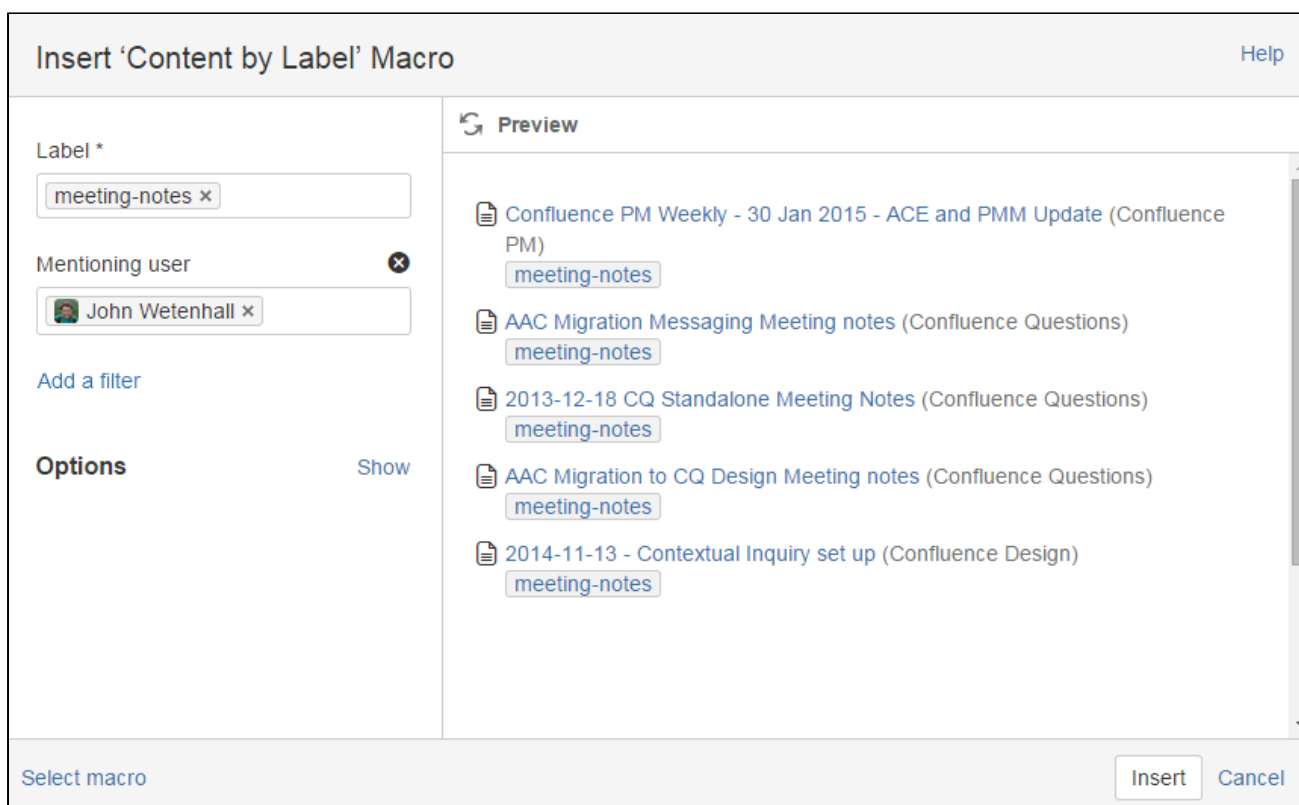 Insert ‘Content by Label’ Macro
Help
Label *
meeting-notes ×
Mentioning user
John Wetenhall ×
Add a filter
Options
Show
Preview
Confluence PM Weekly - 30 Jan 2015 - ACE and PMM Update (Confluence
PM)
meeting-notes
AAC Migration Messaging Meeting notes (Confluence Questions)
meeting-notes
2013-12-18 CQ Standalone Meeting Notes (Confluence Questions)
meeting-notes
AAC Migration to CQ Design Meeting notes (Confluence Questions)
meeting-notes
2014-11-13 - Contextual Inquiry set up (Confluence Design)
meeting-notes
Select macro
Insert
Cancel